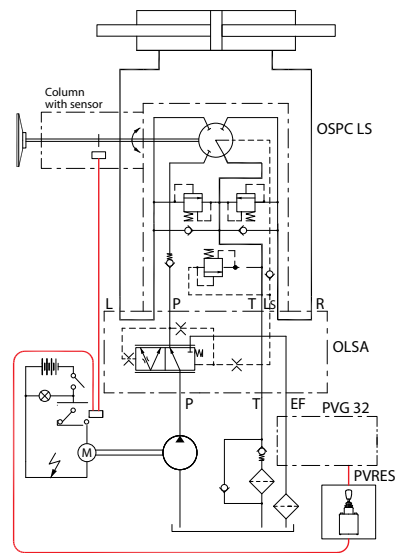 Column
with sensor
OSPC LS
L
P
T
Ls
R
OLSA
P
T
EF
PVG 32
M
PVRES